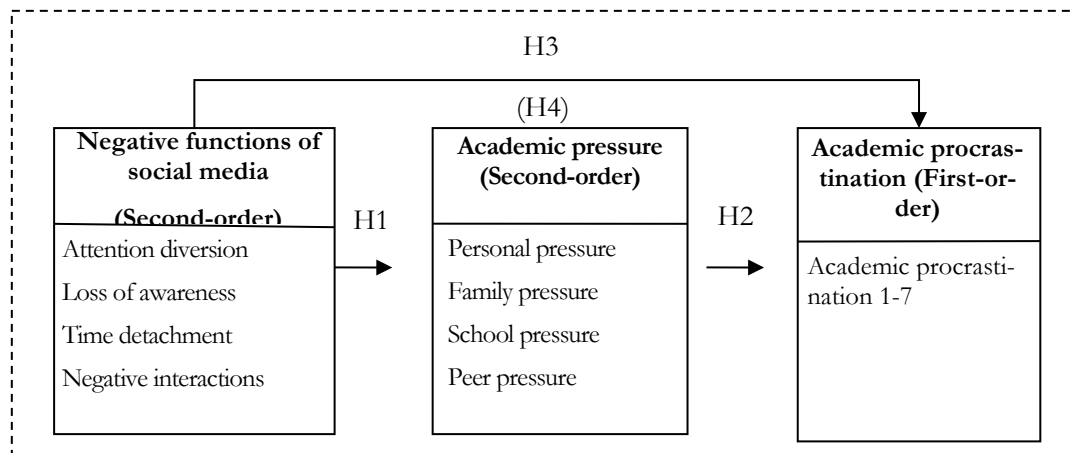 H3
(H4)
Negative functions of
social media
(Second-order)
Attention diversion
Loss of awareness
Time detachment
Negative interactions
H1
Academic pressure
(Second-order)
Personal pressure
Family pressure
School pressure
Peer pressure
H2
Academic procras-
tination (First-or-
der)
Academic procrasti-
nation 1-7